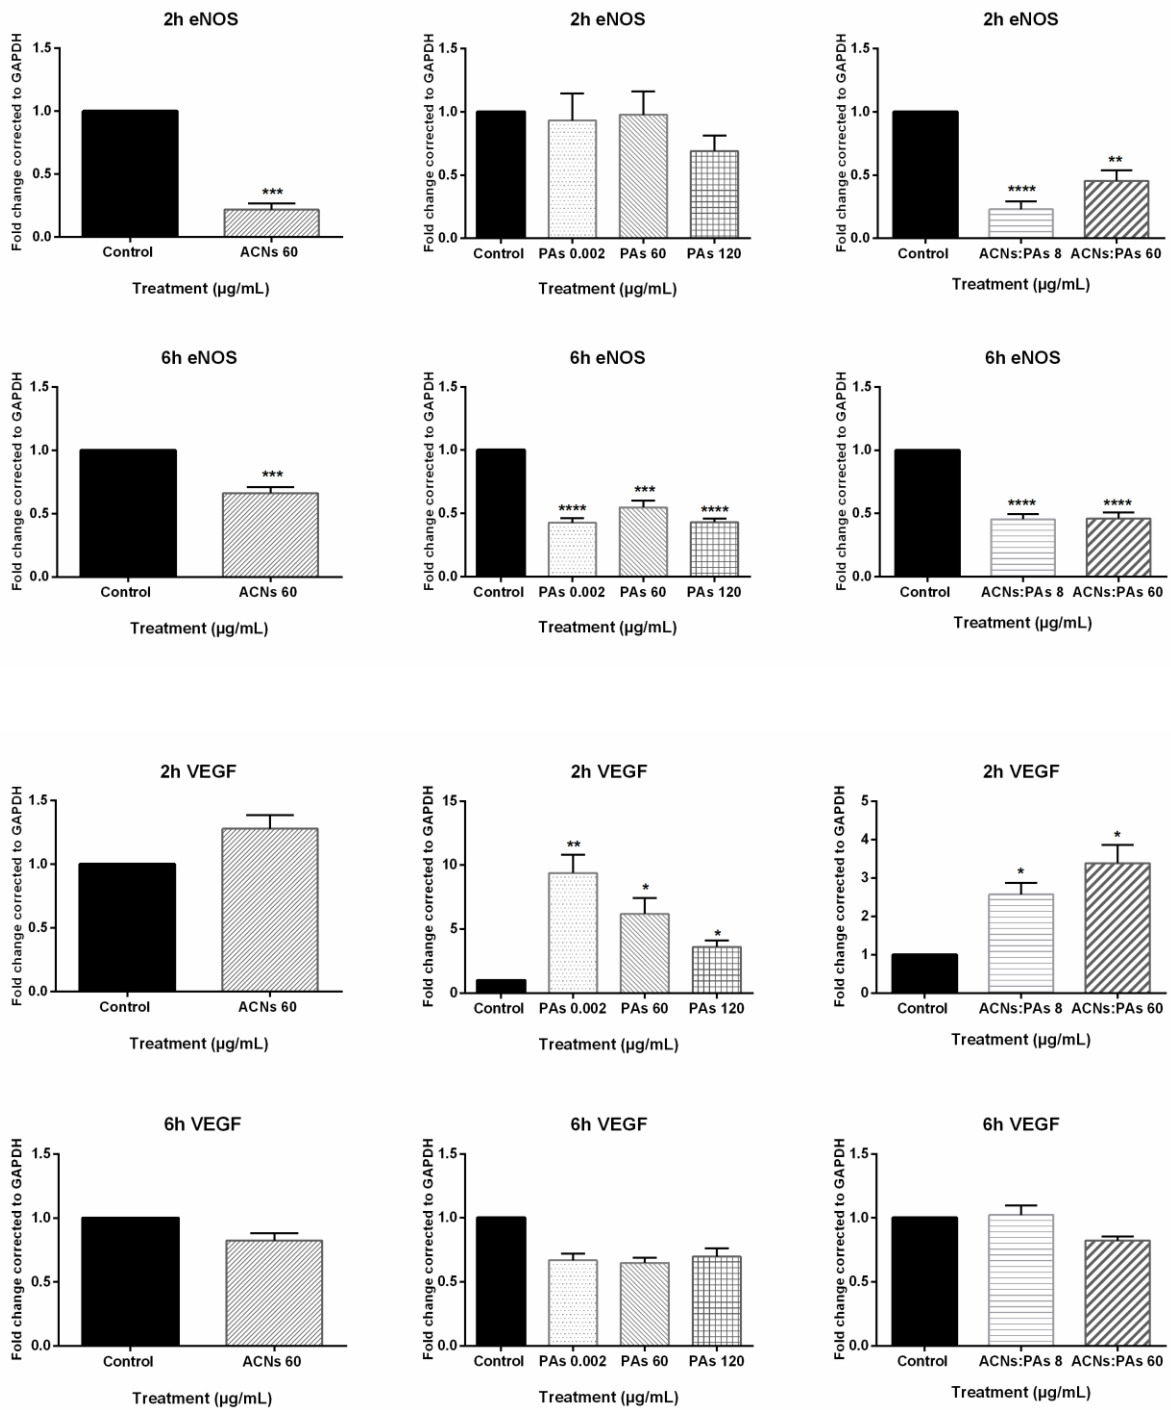 2h eNOS
Fold change corrected to GAPDH
1.5
1.0
0.5
0.0
***
Control ACNs 60
Treatment (µg/mL)
2h eNOS
Fold change corrected to GAPDH
1.5
1.0
0.5
0.0
Control PAs 0.002 PAs 60 PAs 120
Treatment (µg/mL)
2h eNOS
Fold change corrected to GAPDH
1.5
1.0
0.5
0.0
****
**
Control ACNs:PAs 8 ACNs:PAs 60
Treatment (µg/mL)
6h eNOS
Fold change corrected to GAPDH
1.5
1.0
0.5
0.0
***
Control ACNs 60
Treatment (µg/mL)
6h eNOS
Fold change corrected to GAPDH
1.5
1.0
0.5
0.0
****
***
****
Control PAs 0.002 PAs 60 PAs 120
Treatment (µg/mL)
6h eNOS
Fold change corrected to GAPDH
1.5
1.0
0.5
0.0
****
****
Control ACNs:PAs 8 ACNs:PAs 60
Treatment (µg/mL)
2h VEGF
Fold change corrected to GAPDH
1.5
1.0
0.5
0.0
Control ACNs 60
Treatment (µg/mL)
2h VEGF
Fold change corrected to GAPDH
15
10
5
0
**
*
*
Control PAs 0.002 PAs 60 PAs 120
Treatment (µg/mL)
2h VEGF
Fold change corrected to GAPDH
5
4
3
2
1
0
*
*
Control ACNs:PAs 8 ACNs:PAs 60
Treatment (µg/mL)
6h VEGF
Fold change corrected to GAPDH
1.5
1.0
0.5
0.0
Control ACNs 60
Treatment (µg/mL)
6h VEGF
Fold change corrected to GAPDH
1.5
1.0
0.5
0.0
Control PAs 0.002 PAs 60 PAs 120
Treatment (µg/mL)
6h VEGF
Fold change corrected to GAPDH
1.5
1.0
0.5
0.0
Control ACNs:PAs 8 ACNs:PAs 60
Treatment (µg/mL)